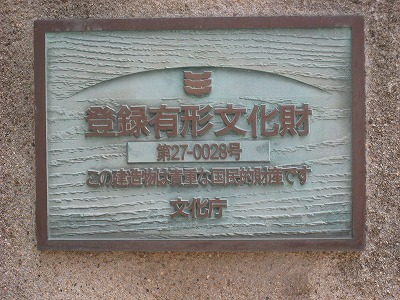 登録有形文化財
第27-0028号
この建造物は貴重な国民的財産です
文化庁